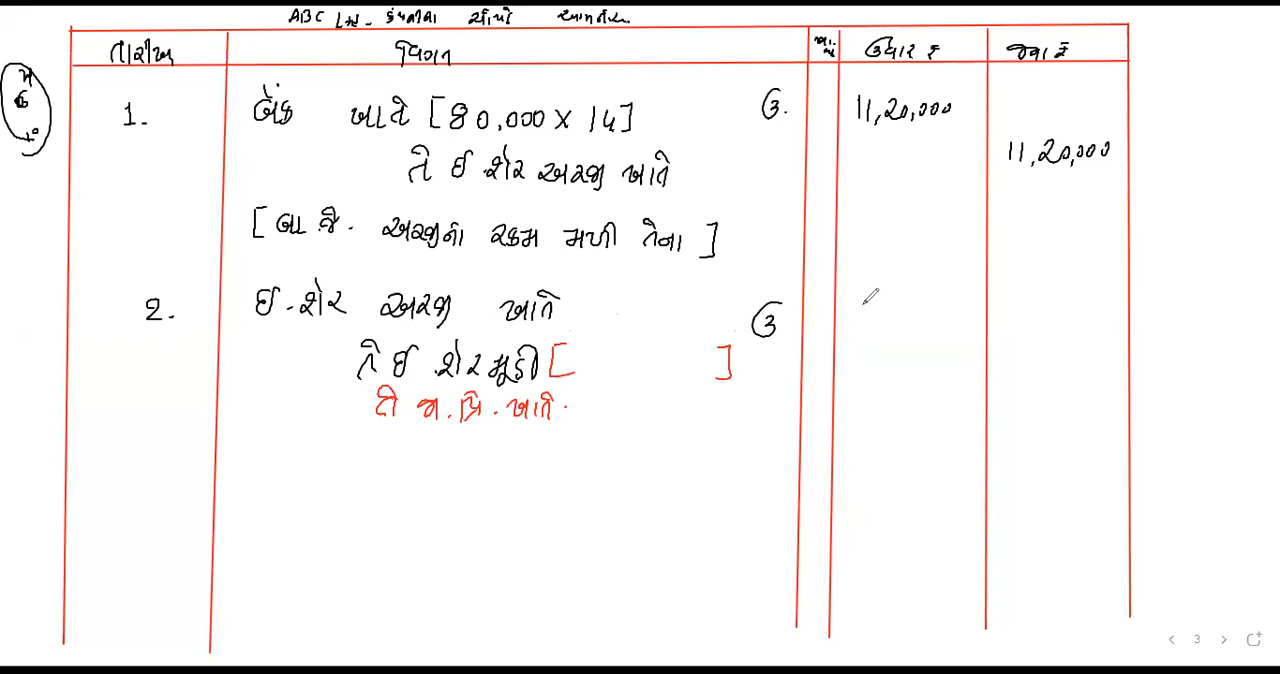 ABC Ltd. કંપનીના ચોપડે આમનોંધ
તારીખ વિગત ખા. પા ઉધાર ₹ જમા ₹
1. બેંક ખાતે [80,000 X 14] ઉ. 11,20,000
તે ઈ શેર અરજી ખાતે 11,20,000
[બા.જે. અરજીના રકમ મળી તેના]
2. ઈ.શેર અરજી ખાતે ઉ
તે ઈ શેર મૂડી [ ]
તે જા.પ્રિ. ખાતે.
< 3 >